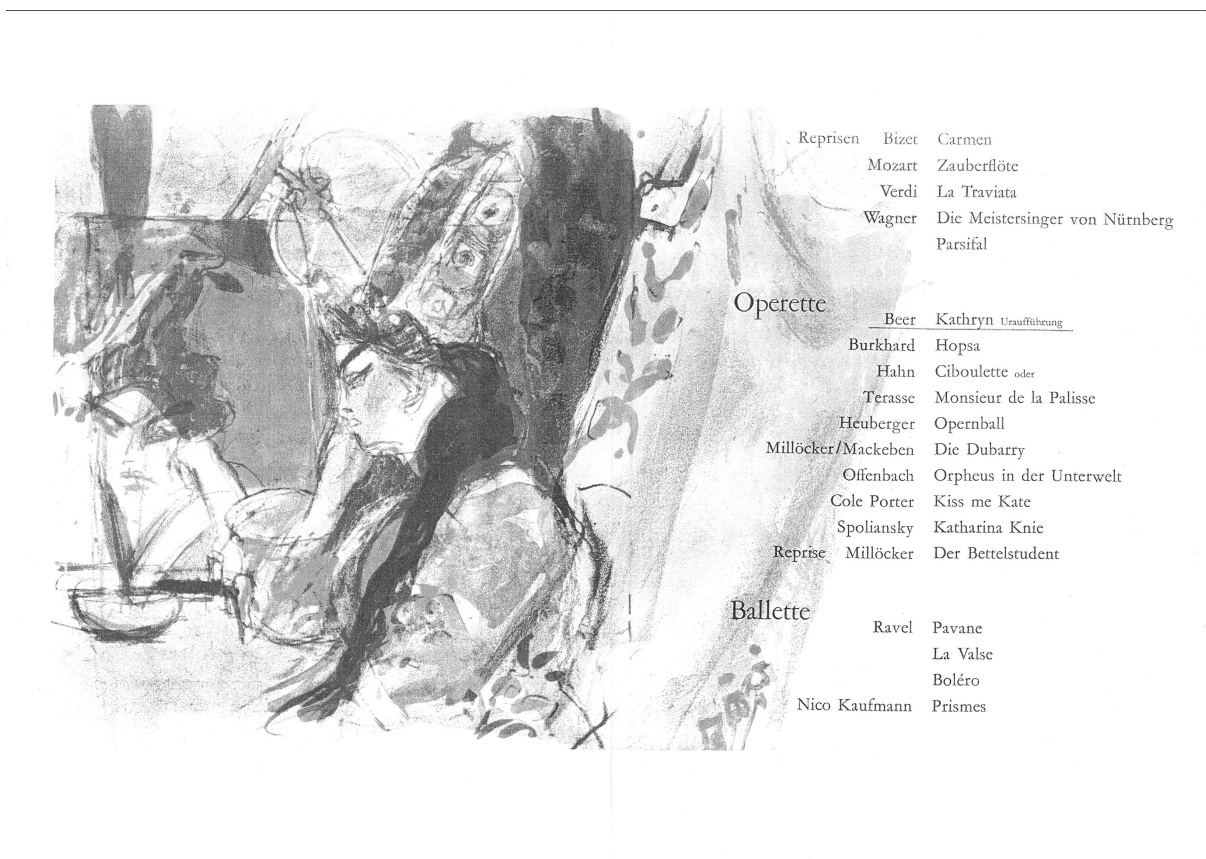 Reprisen Bizet Carmen
Mozart Zauberflöte
Verdi La Traviata
Wagner Die Meistersinger von Nürnberg
Parsifal
Operette
Beer Kathryn Uraufführung
Burkhard Hopsa
Hahn Ciboulette oder
Terasse Monsieur de la Palisse
Heuberger Opernball
Millöcker/Mackeben Die Dubarry
Offenbach Orpheus in der Unterwelt
Cole Porter Kiss me Kate
Spoliansky Katharina Knie
Reprise Millöcker Der Bettelstudent
Ballette
Ravel Pavane
La Valse
Boléro
Nico Kaufmann Prismes